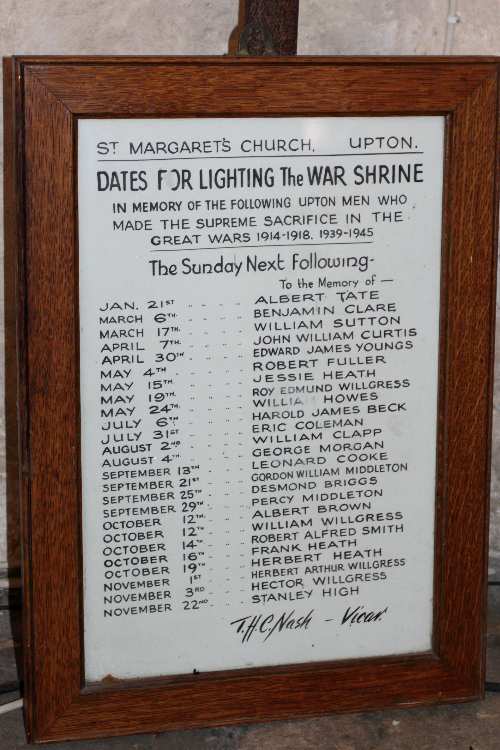 ST MARGARET'S CHURCH, UPTON.
DATES FOR LIGHTING The WAR SHRINE
IN MEMORY OF THE FOLLOWING UPTON MEN WHO
MADE THE SUPREME SACRIFICE IN THE
GREAT WARS 1914-1918. 1939-1945
The Sunday Next Following-
To the Memory of —
JAN. 21ST .. .. .. .. ALBERT TATE
MARCH 6TH .. .. .. .. BENJAMIN CLARE
MARCH 17TH. .. .. .. .. WILLIAM SUTTON
APRIL 7TH. .. .. .. .. JOHN WILLIAM CURTIS
APRIL 30TH .. .. .. .. EDWARD JAMES YOUNGS
MAY 4TH .. .. .. .. ROBERT FULLER
MAY 15TH. .. .. .. .. JESSIE HEATH
MAY 19TH. .. .. .. .. ROY EDMUND WILLGRESS
MAY 24TH. .. .. .. .. WILLIAM HOWES
JULY 6TH .. .. .. .. HAROLD JAMES BECK
JULY 31ST .. .. .. .. ERIC COLEMAN
AUGUST 2ND .. .. .. .. WILLIAM CLAPP
AUGUST 4TH .. .. .. .. GEORGE MORGAN
SEPTEMBER 13TH .. .. .. LEONARD COOKE
SEPTEMBER 21ST .. .. .. GORDON WILLIAM MIDDLETON
SEPTEMBER 25TH .. .. .. DESMOND BRIGGS
SEPTEMBER 29TH .. .. .. PERCY MIDDLETON
OCTOBER 12TH. .. .. .. ALBERT BROWN
OCTOBER 12TH .. .. .. WILLIAM WILLGRESS
OCTOBER 14TH .. .. .. ROBERT ALFRED SMITH
OCTOBER 16TH .. .. .. FRANK HEATH
OCTOBER 19TH .. .. .. HERBERT HEATH
NOVEMBER 1ST .. .. .. HERBERT ARTHUR WILLGRESS
NOVEMBER 3RD .. .. .. HECTOR WILLGRESS
NOVEMBER 22ND .. .. .. STANLEY HIGH
T.H.C. Nash — Vicar.